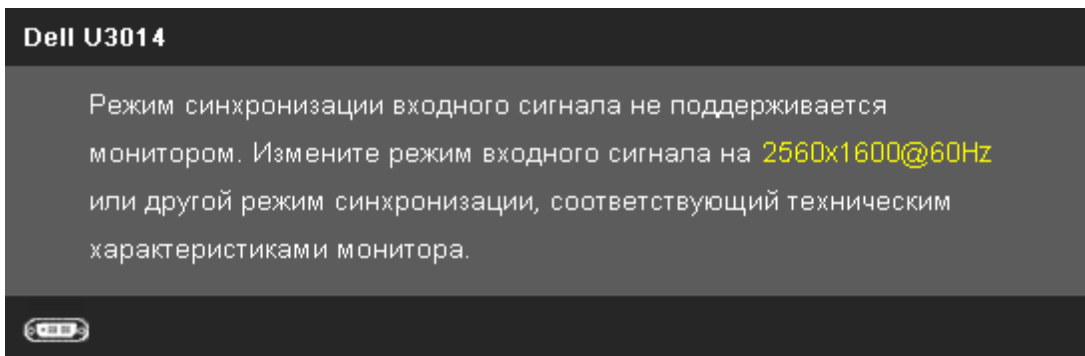 Dell U3014
Режим синхронизации входного сигнала не поддерживается
монитором. Измените режим входного сигнала на 2560x1600@60Hz
или другой режим синхронизации, соответствующий техническим
характеристиками монитора.